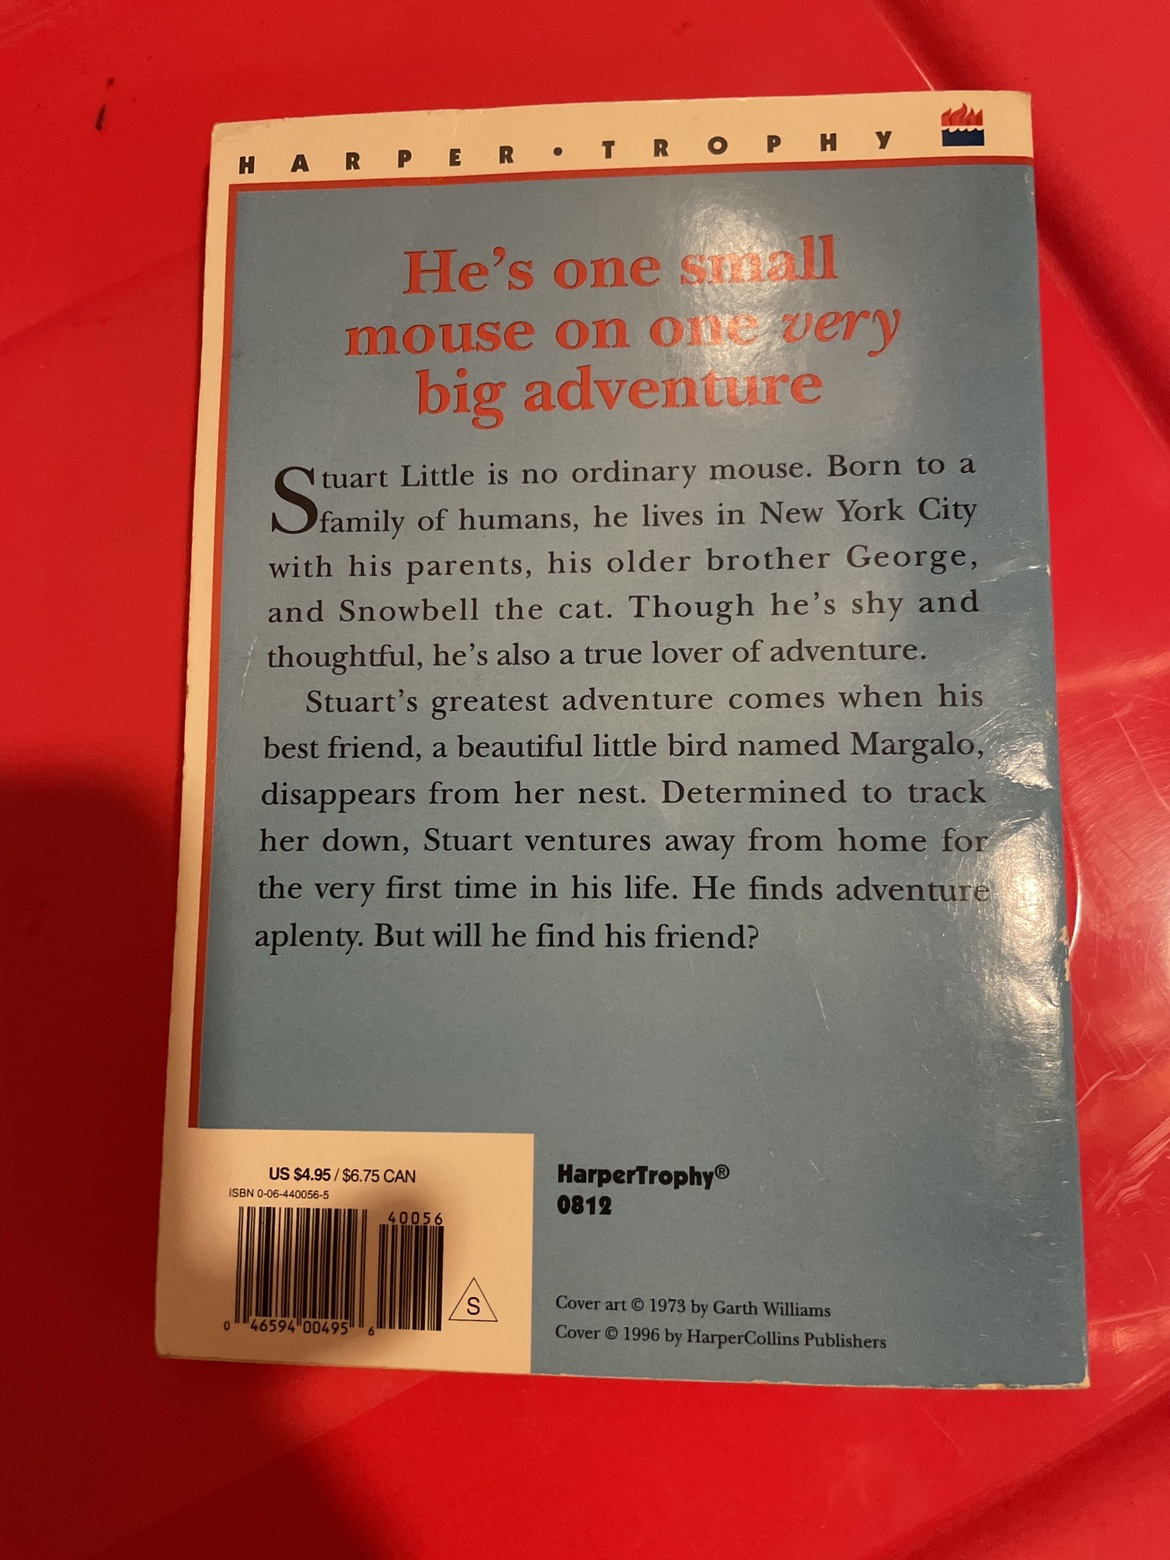 HARPER • TROPHY
He's one small
mouse on one very
big adventure
Stuart Little is no ordinary mouse. Born to a
family of humans, he lives in New York City
with his parents, his older brother George,
and Snowbell the cat. Though he's shy and
thoughtful, he's also a true lover of adventure.
Stuart's greatest adventure comes when his
best friend, a beautiful little bird named Margalo,
disappears from her nest. Determined to track
her down, Stuart ventures away from home for
the very first time in his life. He finds adventure
aplenty. But will he find his friend?
US $4.95 / $6.75 CAN
ISBN 0-06-440056-5
40056
0 46594 00495 6
S
HarperTrophy®
0812
Cover art © 1973 by Garth Williams
Cover © 1996 by HarperCollins Publishers